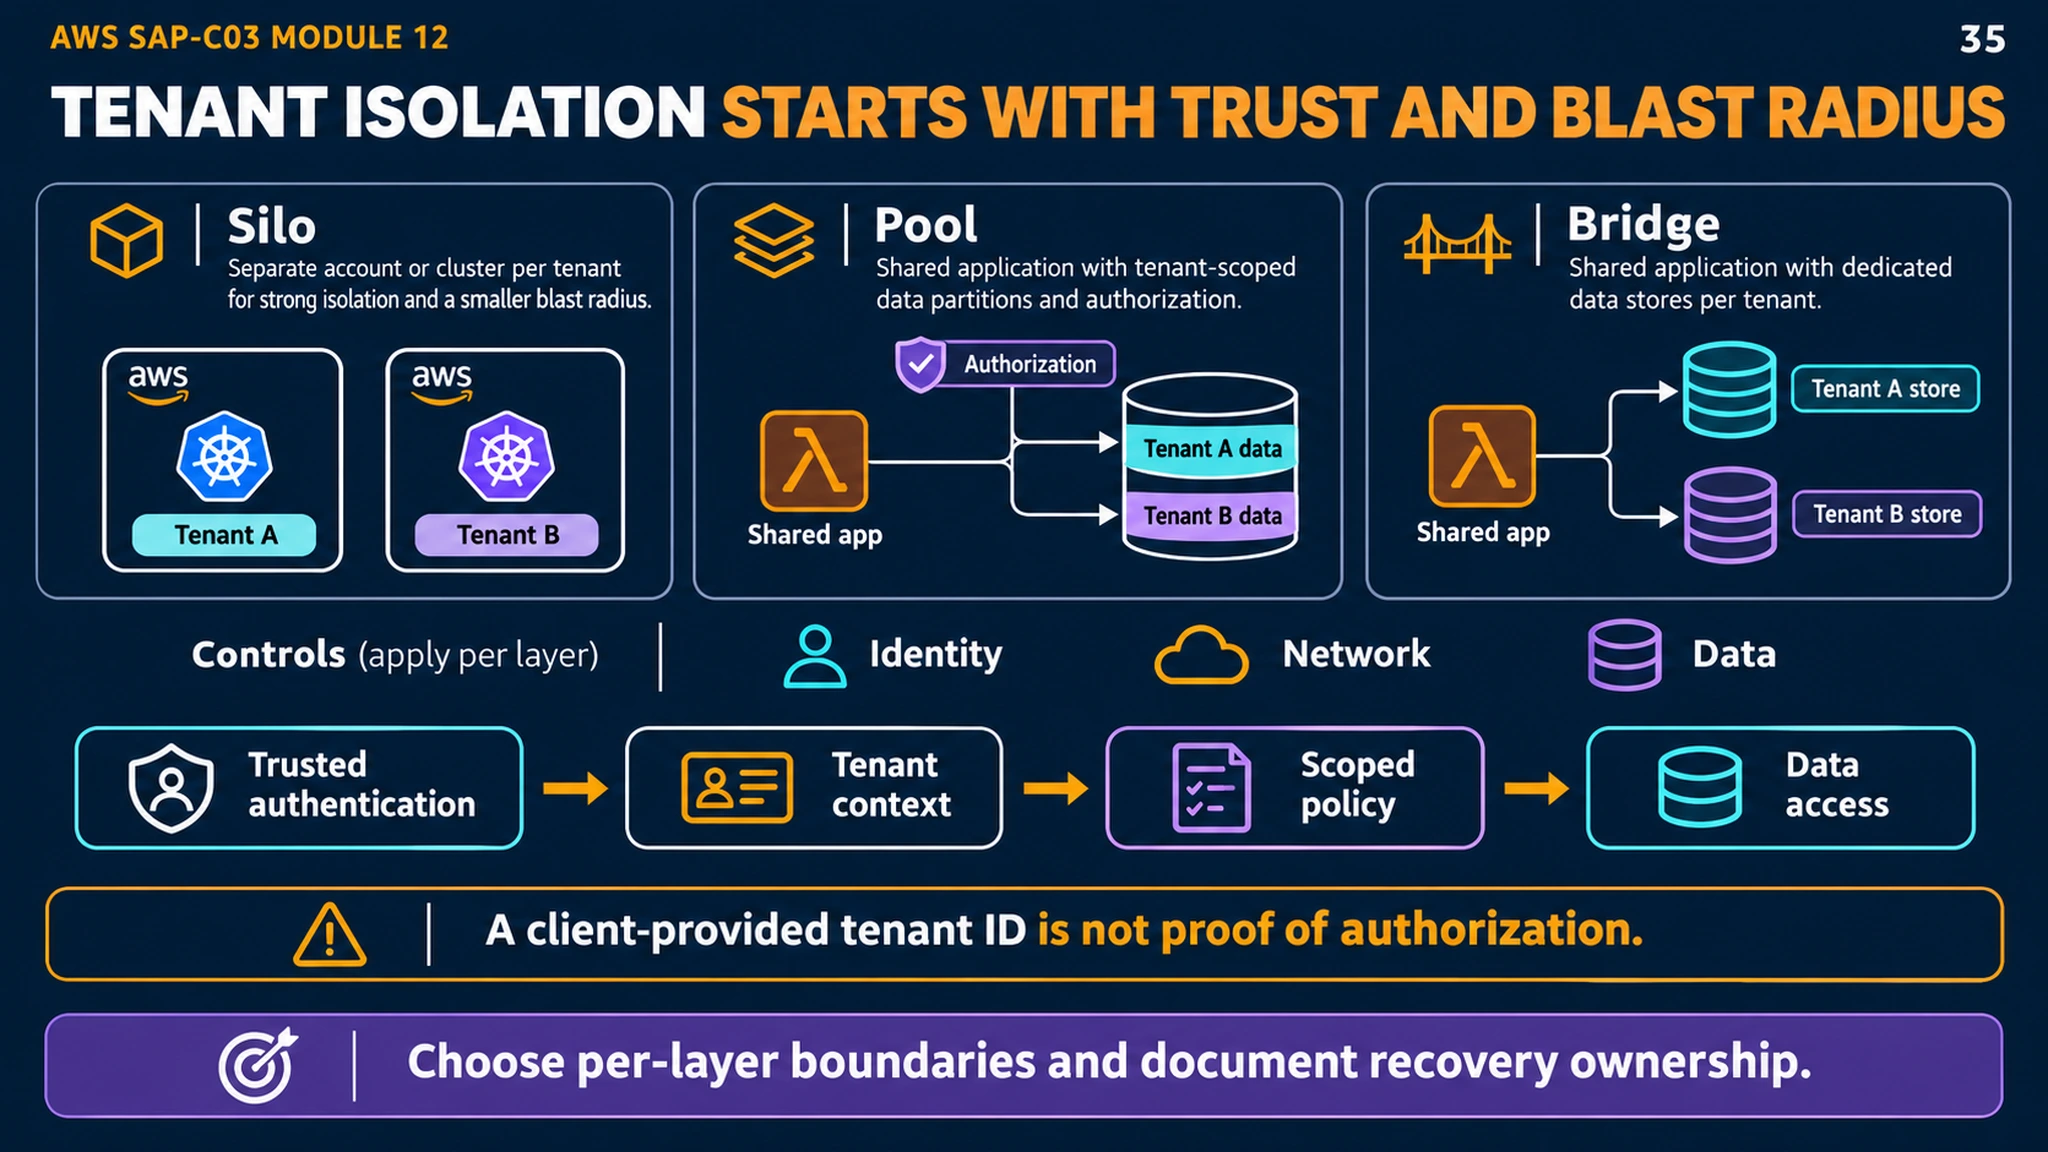 AWS SAP-C03 MODULE 12
35
TENANT ISOLATION STARTS WITH TRUST AND BLAST RADIUS
Silo
Separate account or cluster per tenant
for strong isolation and a smaller blast radius.
aws
Tenant A
aws
Tenant B
Pool
Shared application with tenant-scoped
data partitions and authorization.
Authorization
Shared app
Tenant A data
Tenant B data
Bridge
Shared application with dedicated
data stores per tenant.
Shared app
Tenant A store
Tenant B store
Controls (apply per layer)
Identity
Network
Data
Trusted
authentication
Tenant
context
Scoped
policy
Data
access
A client-provided tenant ID is not proof of authorization.
Choose per-layer boundaries and document recovery ownership.